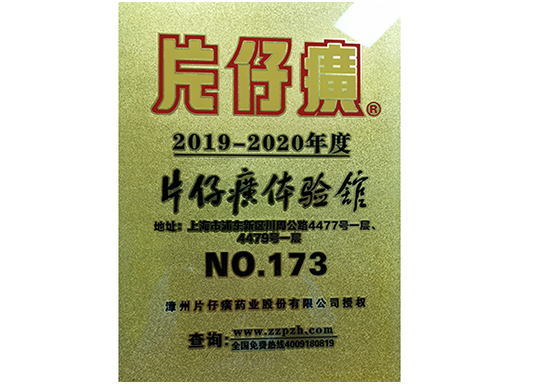 片仔癀®
2019-2020年度
片仔癀体验馆
地址:上海市浦东新区川周公路4477号一层、
4479号一层
NO.173
漳州片仔癀药业股份有限公司授权
查询:www.zzpzh.com
全国免费热线4009180819